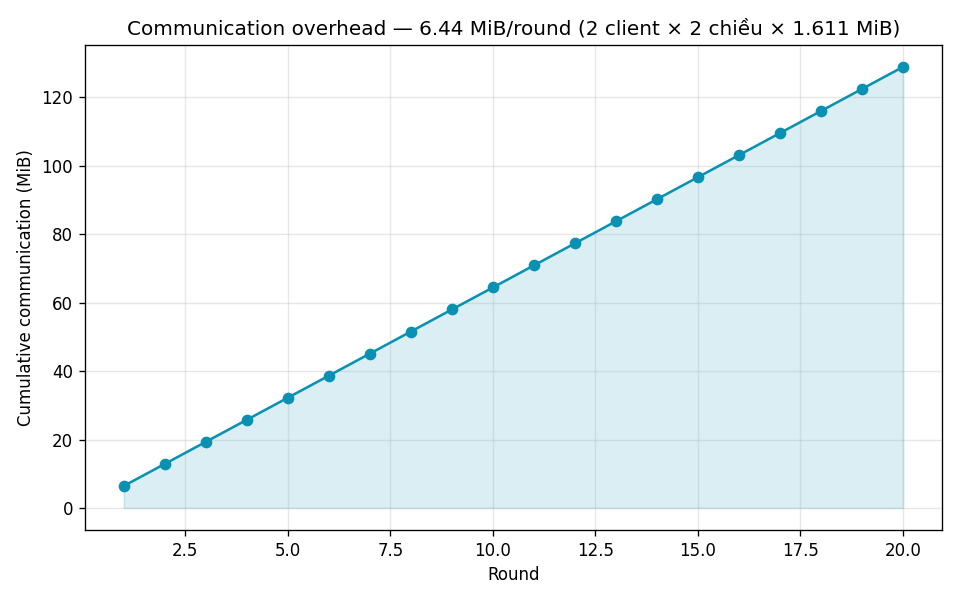 Communication overhead — 6.44 MiB/round (2 client × 2 chiều × 1.611 MiB)
Cumulative communication (MiB)
120
100
80
60
40
20
0
2.5 5.0 7.5 10.0 12.5 15.0 17.5 20.0
Round